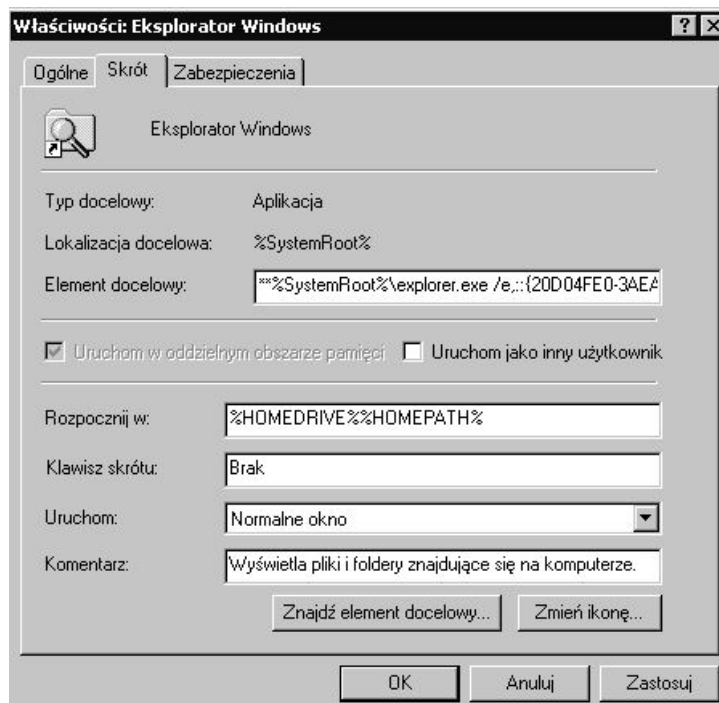 Właściwości: Eksplorator Windows
Ogólne Skrót Zabezpieczenia
Eksplorator Windows
Typ docelowy: Aplikacja
Lokalizacja docelowa: %SystemRoot%
Element docelowy: "%SystemRoot%\explorer.exe /e,::{20D04FE0-3AEA
Uruchom w oddzielnym obszarze pamięci Uruchom jako inny użytkownik
Rozpocznij w: %HOMEDRIVE%%HOMEPATH%
Klawisz skrótu: Brak
Uruchom: Normalne okno
Komentarz: Wyświetla pliki i foldery znajdujące się na komputerze.
Znajdź element docelowy... Zmień ikonę...
OK Anuluj Zastosuj